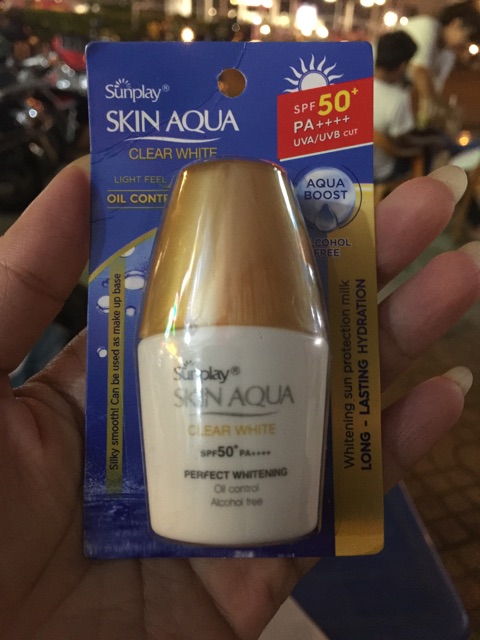 Sunplay®
SKIN AQUA
CLEAR WHITE
LIGHT FEEL
OIL CONTR
SPF 50+
PA++++
UVA/UVB CUT
AQUA
BOOST
COHOL
FREE
Silky smooth! Can be used as make up base
Whitening sun protection milk
LONG - LASTING HYDRATION
Sunplay®
SKIN AQUA
CLEAR WHITE
SPF50+ PA++++
PERFECT WHITENING
Oil control
Alcohol free